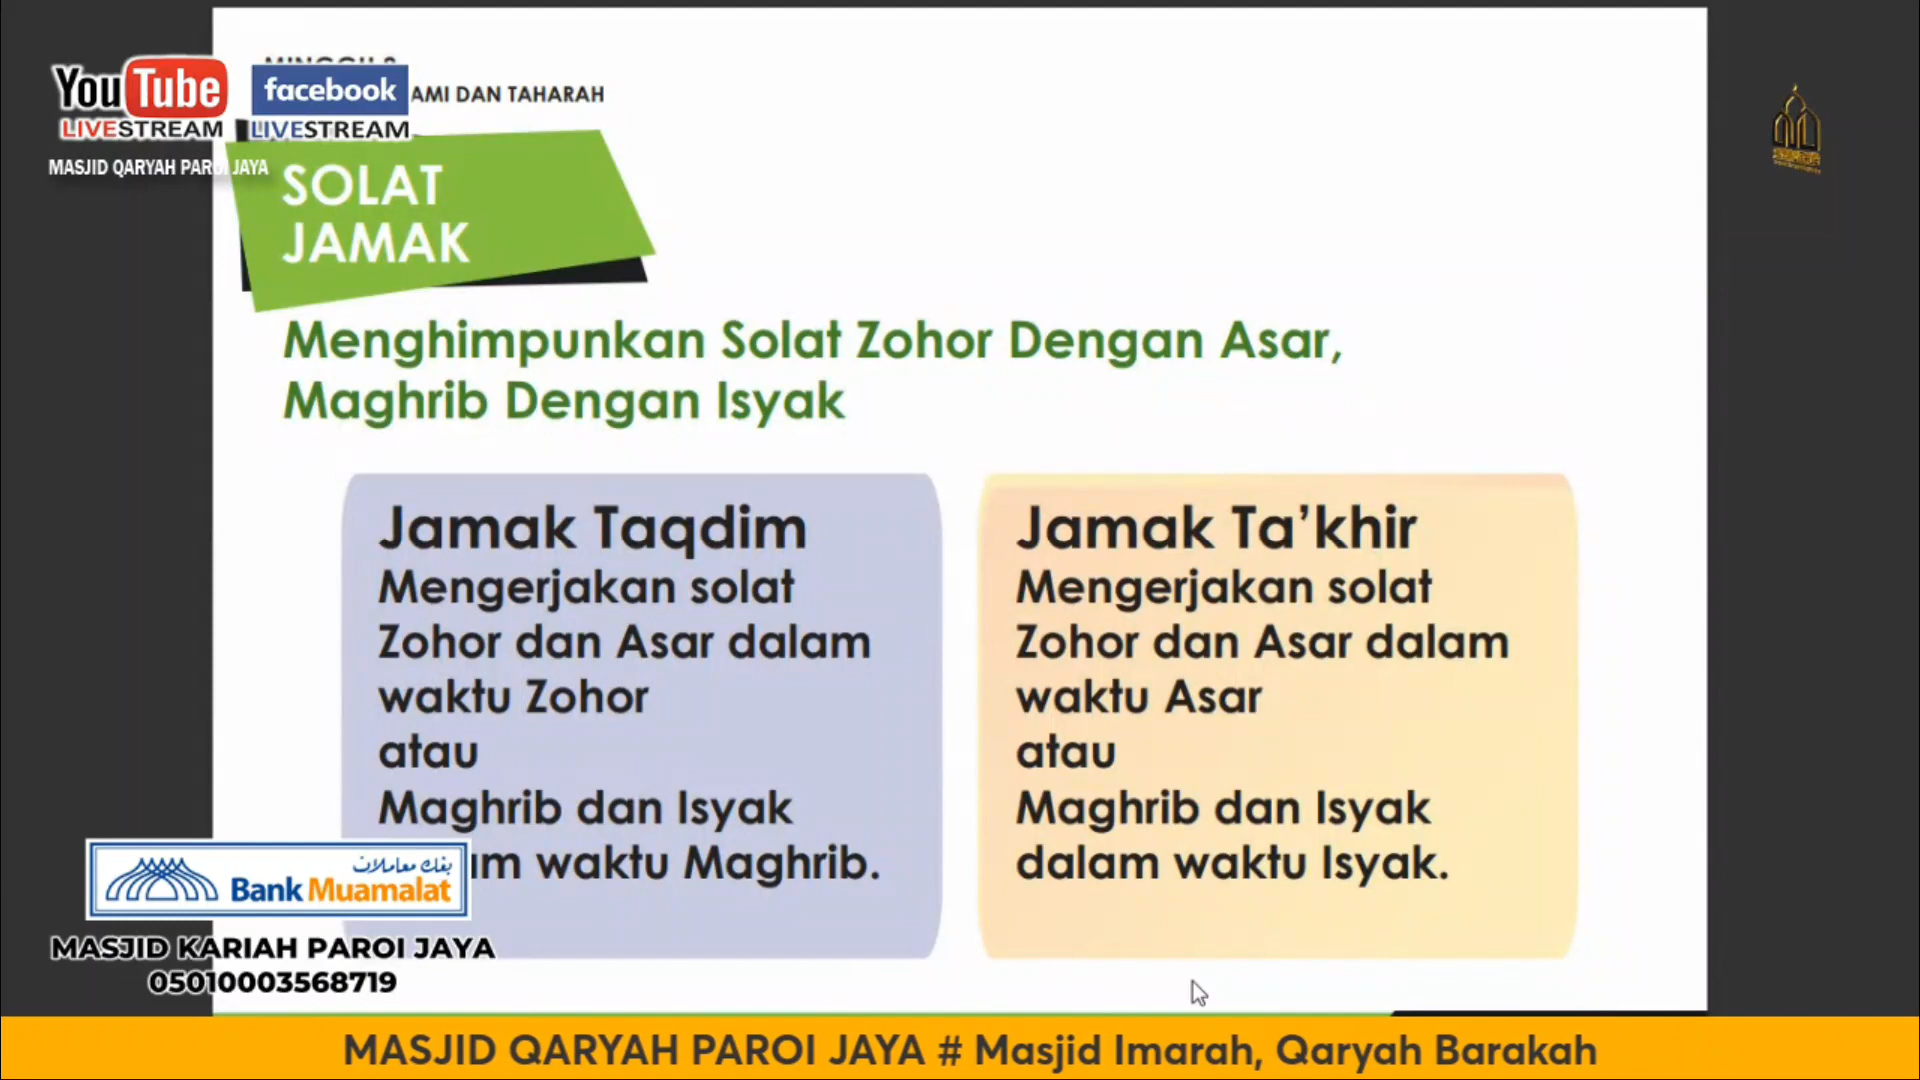 YouTube
LIVESTREAM
facebook
LIVESTREAM
MASJID QARYAH PAROI JAYA
AMI DAN TAHARAH
SOLAT
JAMAK
Menghimpunkan Solat Zohor Dengan Asar,
Maghrib Dengan Isyak
Jamak Taqdim
Mengerjakan solat
Zohor dan Asar dalam
waktu Zohor
atau
Maghrib dan Isyak
am waktu Maghrib.
Jamak Ta’khir
Mengerjakan solat
Zohor dan Asar dalam
waktu Asar
atau
Maghrib dan Isyak
dalam waktu Isyak.
بنك معاملات
Bank Muamalat
MASJID KARIAH PAROI JAYA
05010003568719
MASJID QARYAH PAROI JAYA # Masjid Imarah, Qaryah Barakah